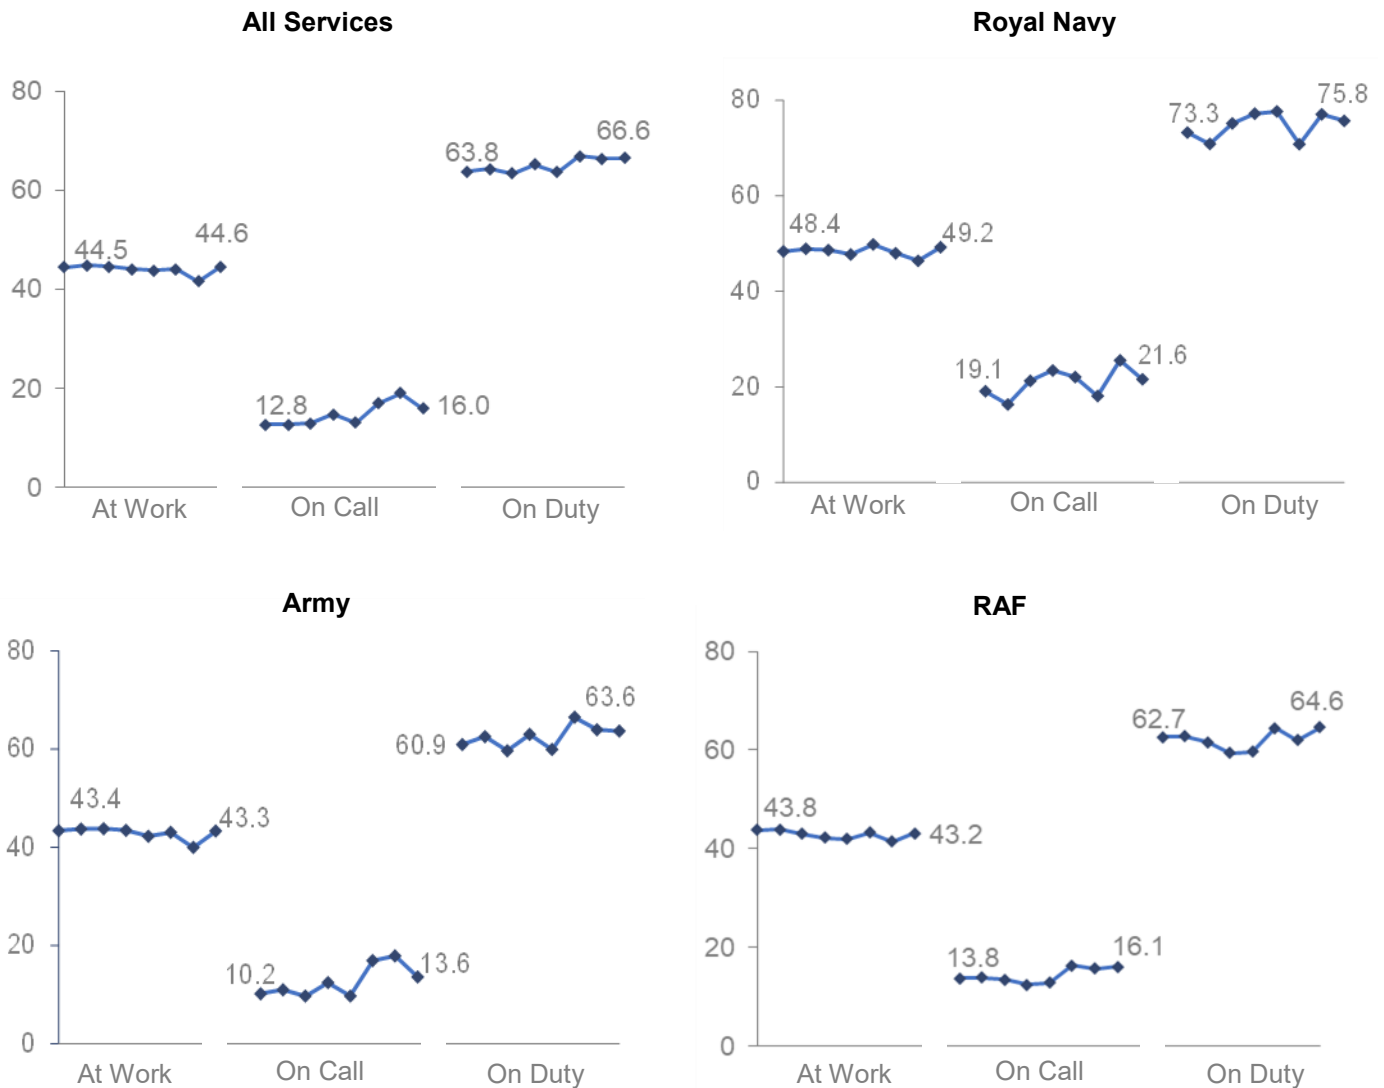 All Services
80
60
40
20
0
44.5
44.6
12.8
16.0
63.8
66.6
At Work
On Call
On Duty
Royal Navy
80
60
40
20
0
48.4
49.2
19.1
21.6
73.3
75.8
At Work
On Call
On Duty
Army
80
60
40
20
0
43.4
43.3
10.2
13.6
60.9
63.6
At Work
On Call
On Duty
RAF
80
60
40
20
0
43.8
43.2
13.8
16.1
62.7
64.6
At Work
On Call
On Duty